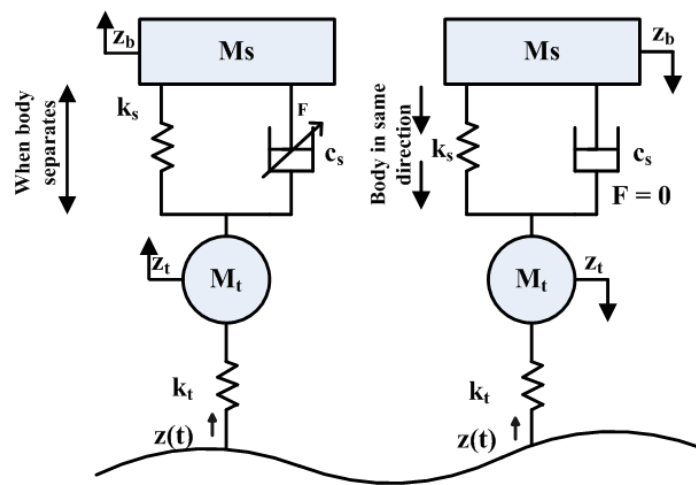 z_b
Ms
When body
separates
k_s
F
c_s
z_t
M_t
k_t
z(t)
Ms
z_b
Body in same
direction
k_s
c_s
F = 0
z_t
M_t
k_t
z(t)